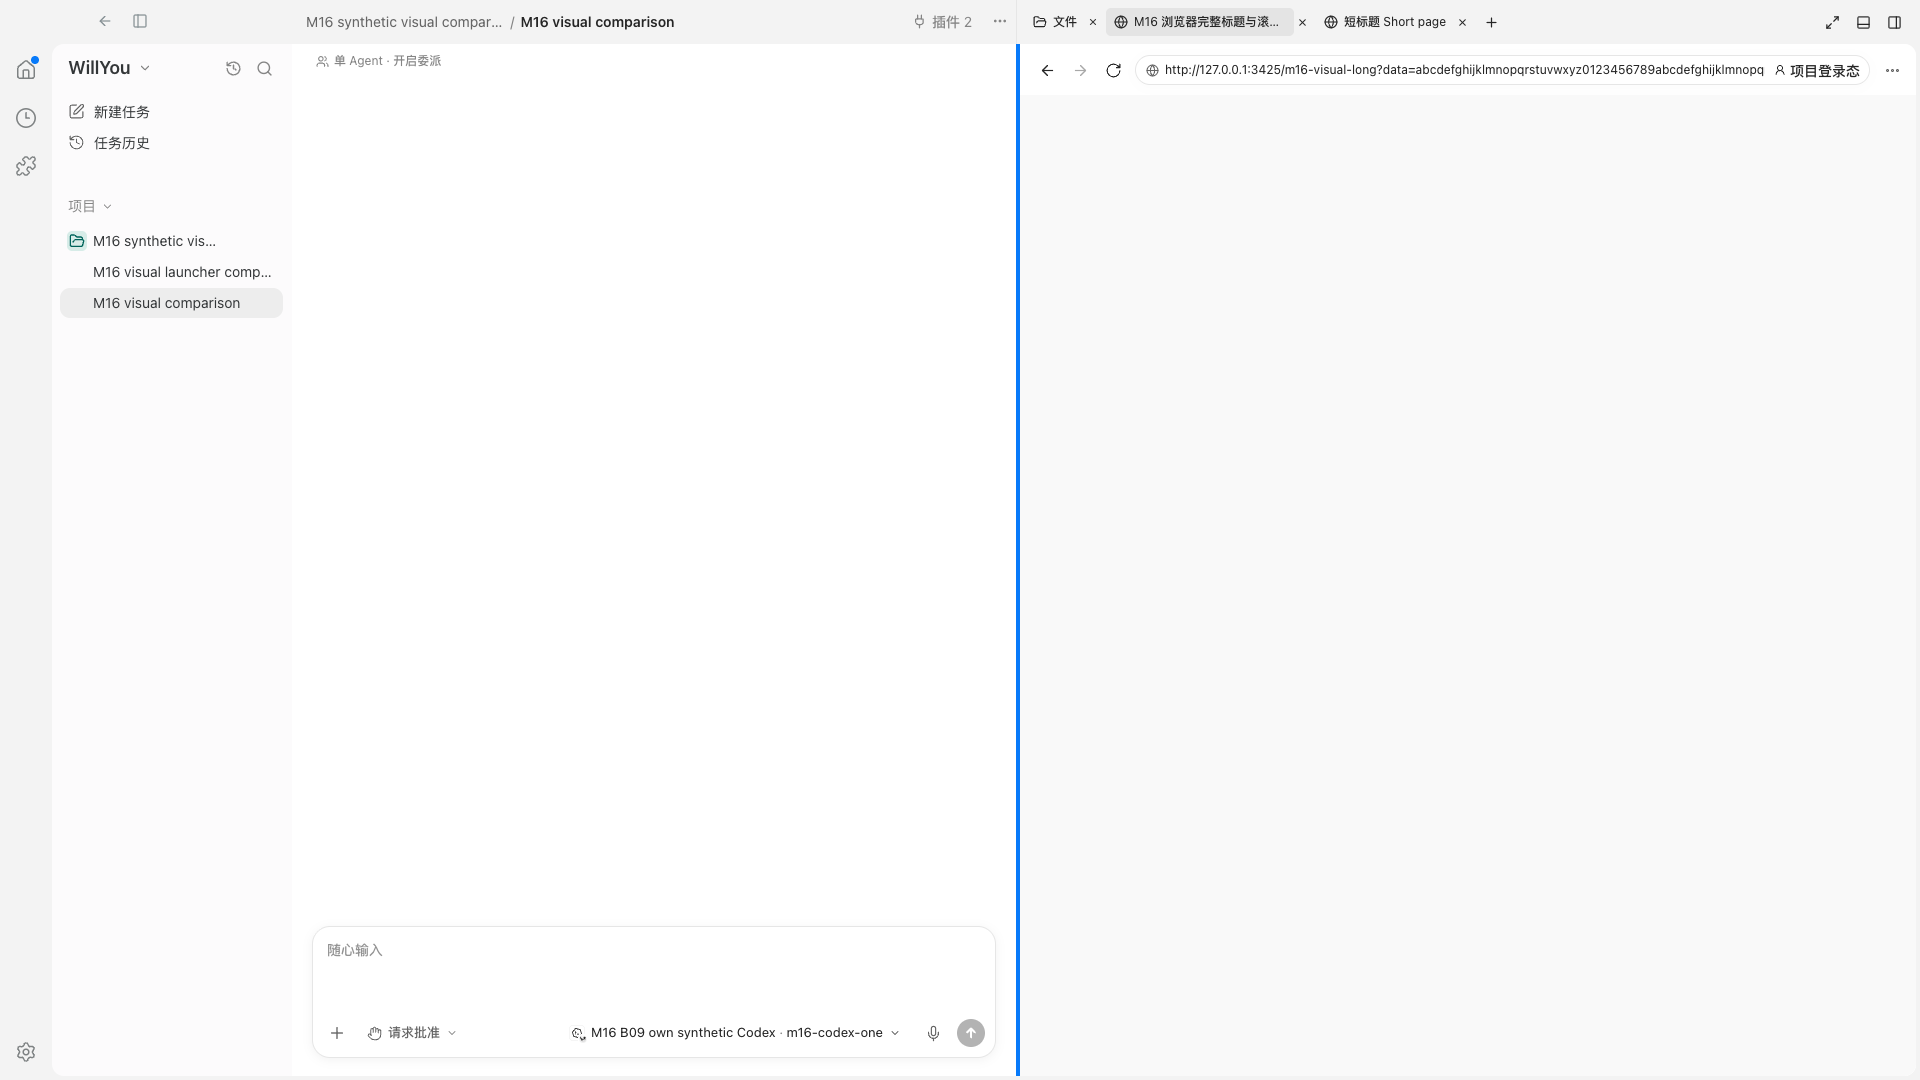 M16 synthetic visual compar... / M16 visual comparison
插件 2
文件
M16 浏览器完整标题与滚...
短标题 Short page
WillYou
新建任务
任务历史
项目
M16 synthetic vis...
M16 visual launcher comp...
M16 visual comparison
单 Agent · 开启委派
http://127.0.0.1:3425/m16-visual-long?data=abcdefghijklmnopqrstuvwxyz0123456789abcdefghijklmnopq
项目登录态
随心输入
请求批准
M16 B09 own synthetic Codex · m16-codex-one